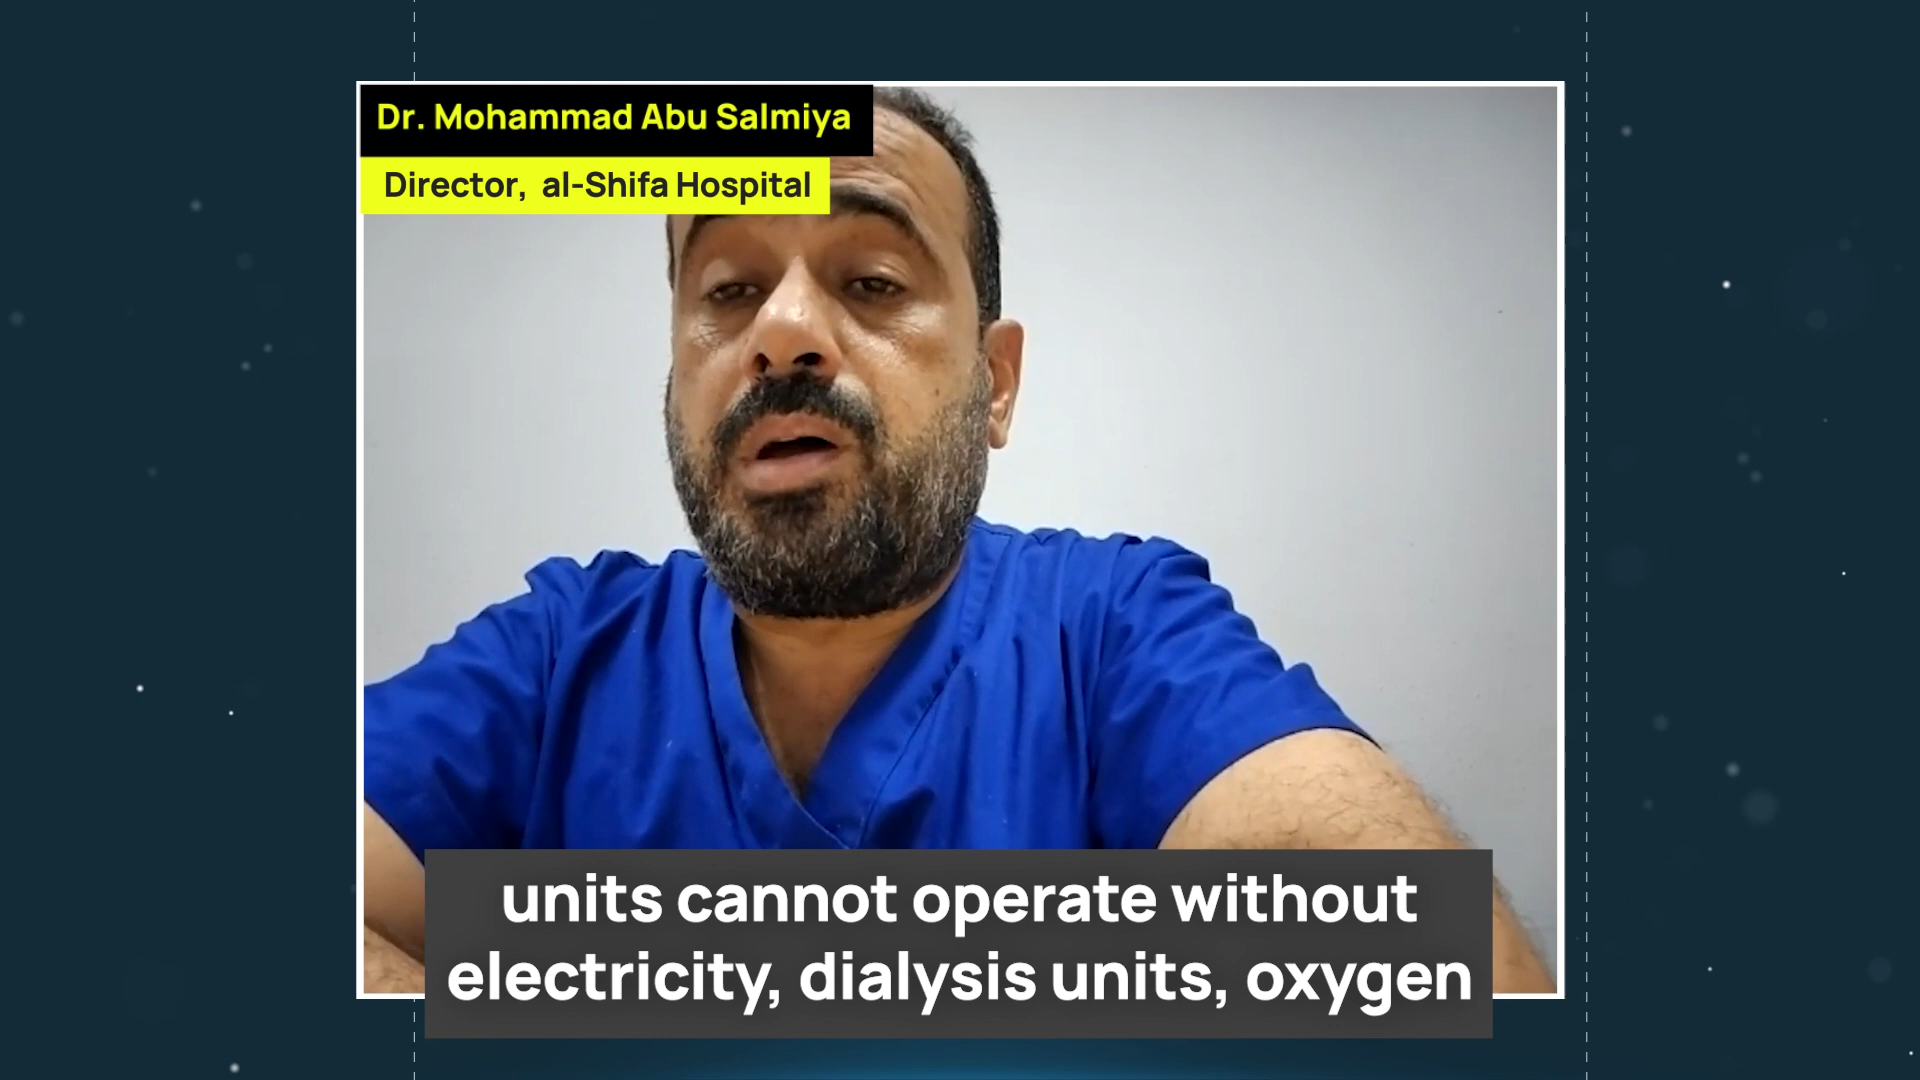 Dr. Mohammad Abu Salmiya
Director, al-Shifa Hospital
units cannot operate without
electricity, dialysis units, oxygen